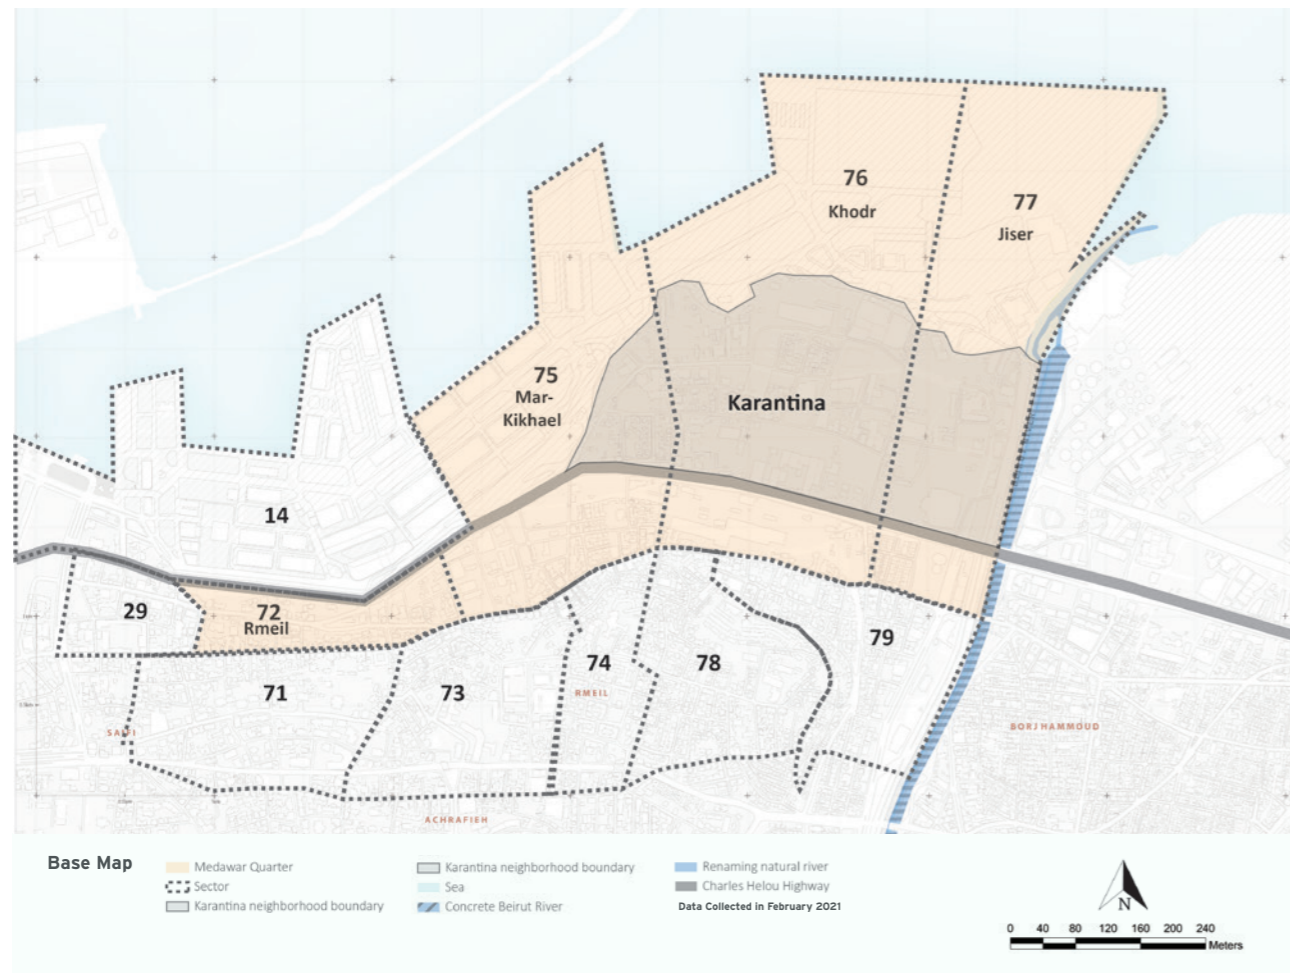 76
Khodr
77
Jiser
75
Mar-
Kikhael
Karantina
14
29
72
Rmeil
71
73
74
78
79
RMEIL
SAIFI
BORJ HAMMOUD
ACHRAFIEH
Base Map
Medawar Quarter
Sector
Karantina neighborhood boundary
Karantina neighborhood boundary
Sea
Concrete Beirut River
Renaming natural river
Charles Helou Highway
Data Collected in February 2021
N
0 40 80 120 160 200 240
Meters